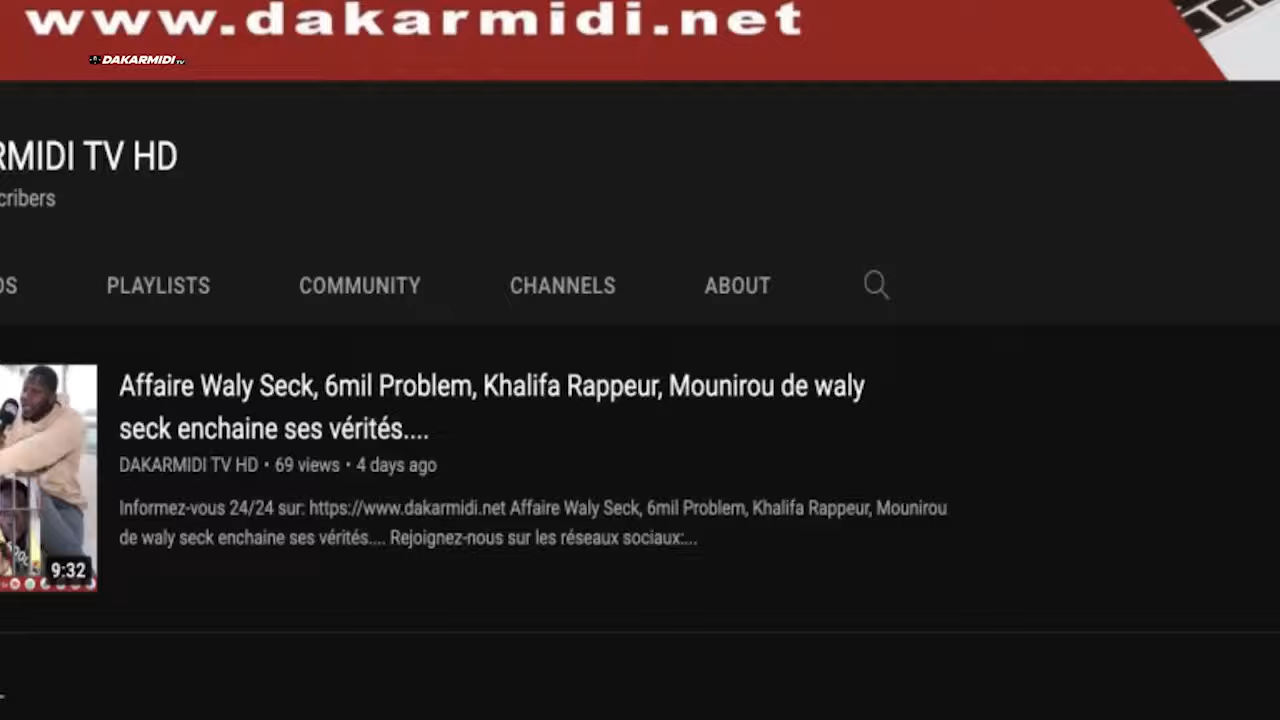 www.dakarmidi.net
DAKARMIDI TV
RMIDI TV HD
cribers
OS
PLAYLISTS
COMMUNITY
CHANNELS
ABOUT
Affaire Waly Seck, 6mil Problem, Khalifa Rappeur, Mounirou de waly
seck enchaine ses vérités....
DAKARMIDI TV HD • 69 views • 4 days ago
Informez-vous 24/24 sur: https://www.dakarmidi.net Affaire Waly Seck, 6mil Problem, Khalifa Rappeur, Mounirou
de waly seck enchaine ses vérités.... Rejoignez-nous sur les réseaux sociaux:...
9:32